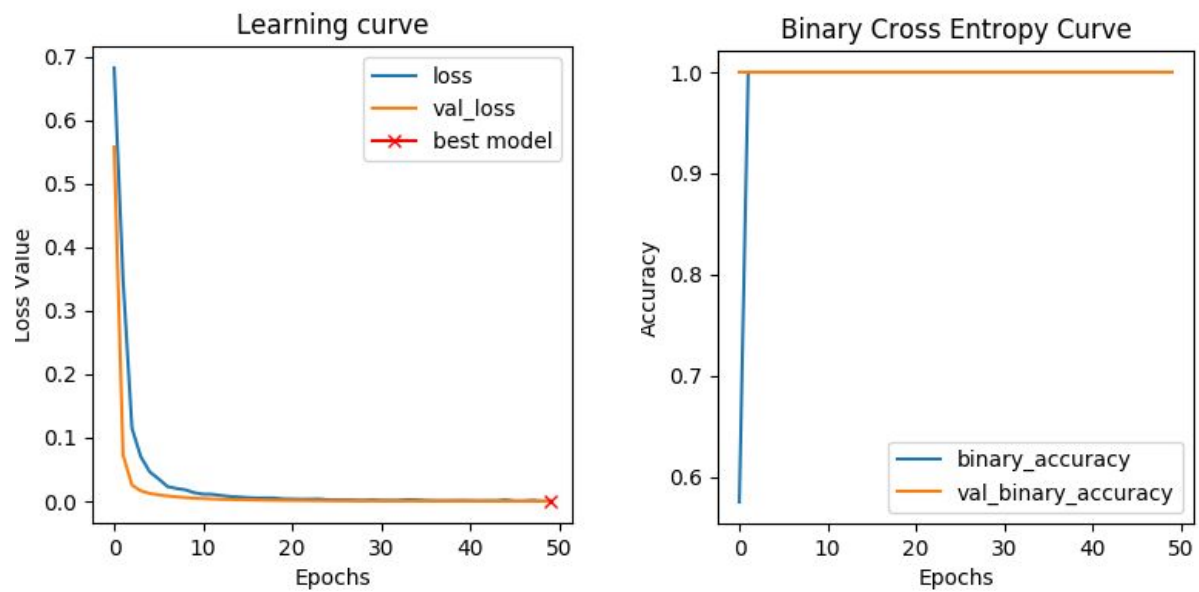 Learning curve
0.7
0.6
0.5
0.4
0.3
0.2
0.1
0.0
Loss Value
loss
val_loss
best model
0 10 20 30 40 50
Epochs
Binary Cross Entropy Curve
1.0
0.9
0.8
0.7
0.6
Accuracy
binary_accuracy
val_binary_accuracy
0 10 20 30 40 50
Epochs